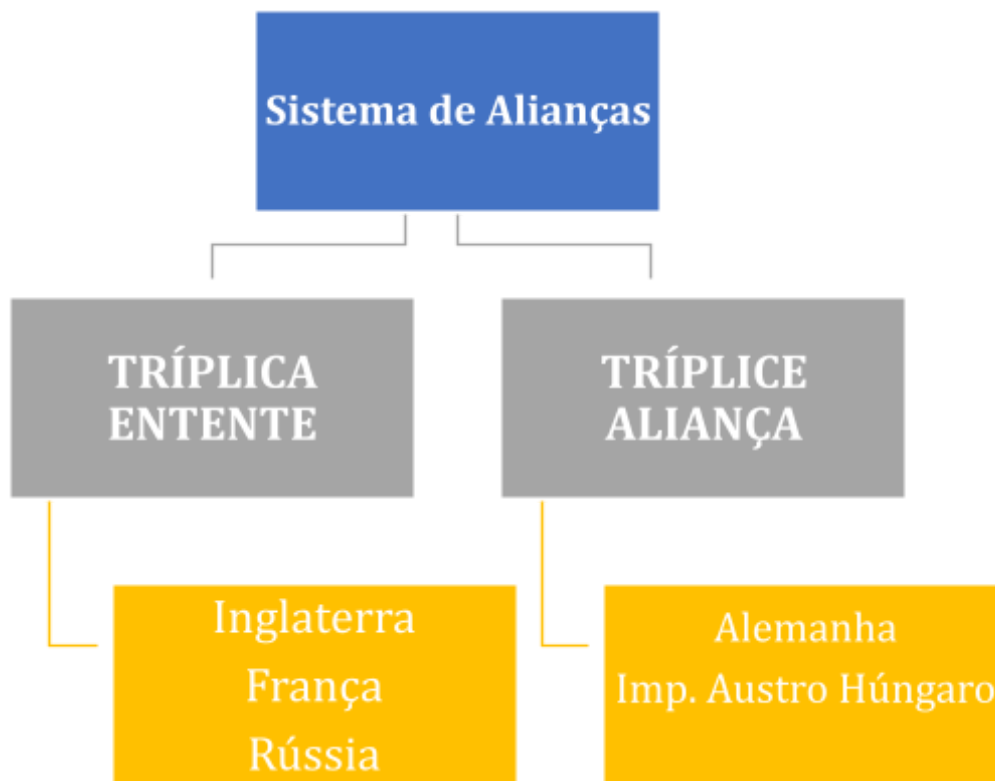 Sistema de Alianças
TRÍPLICA
ENTENTE
TRÍPLICE
ALIANÇA
Inglaterra
França
Rússia
Alemanha
Imp. Austro Húngaro